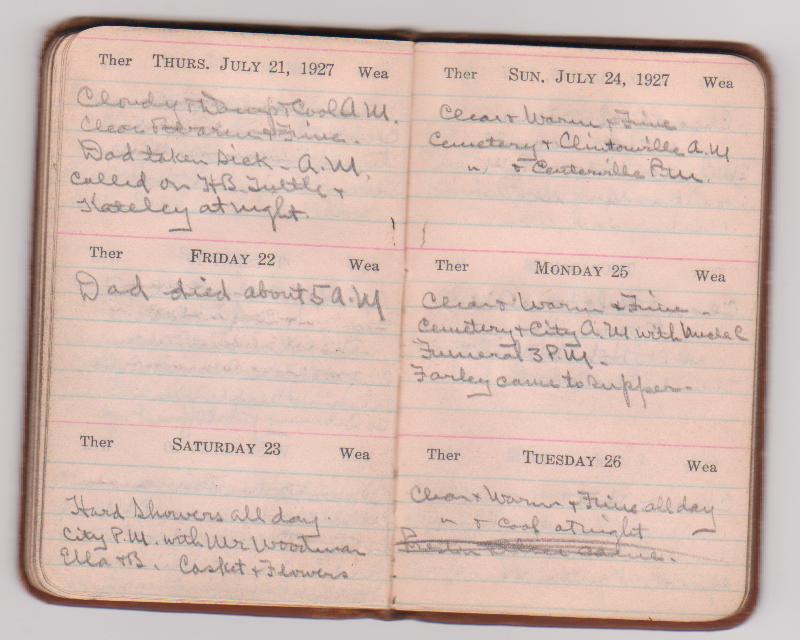 Ther THURS. JULY 21, 1927 Wea
Cloudy + Damp + Cool A.M.
Clear + Warm + Fine.
Dad taken sick - A.M.
called on H.B. Tuttle +
at night.
Ther FRIDAY 22 Wea
Dad died about 5 A.M
Ther SATURDAY 23 Wea
Hard Showers all day.
City P.M. with Mr Woodman
Ella + B. Casket + Flowers
Ther SUN. JULY 24, 1927 Wea
Clear + Warm + Fine
Cemetery + Clintonville A.M
" + Centerville P.M.
Ther MONDAY 25 Wea
Clear + Warm + Fine -
Cemetery + City A.M with Uncle C
Funeral 3 P.M.
Farley came to supper.
Ther TUESDAY 26 Wea
Clear + Warm + Fine all day
" + Cool at night
came.